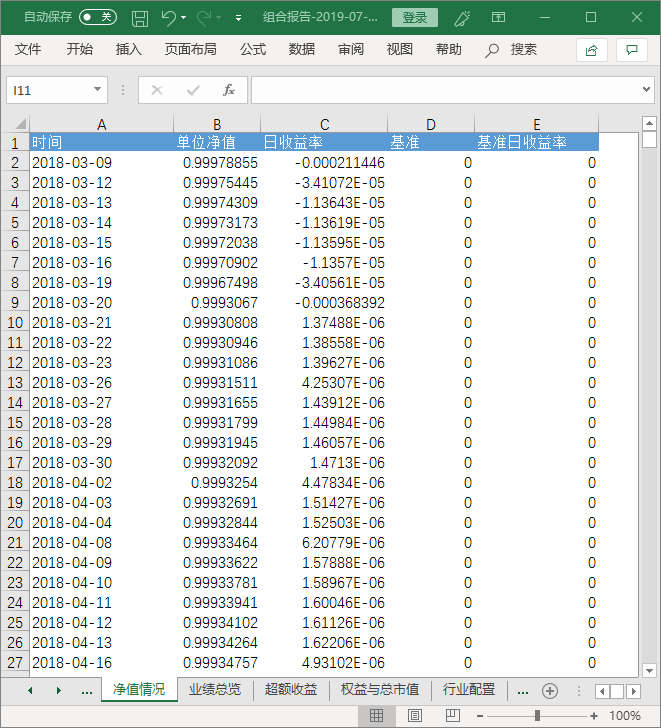 自动保存 关 组合报告-2019-07-... 登录
文件 开始 插入 页面布局 公式 数据 审阅 视图 帮助 搜索
I11 fx
A B C D E
1 时间 单位净值 日收益率 基准 基准日收益率
2 2018-03-09 0.99978855 -0.000211446 0 0
3 2018-03-12 0.99975445 -3.41072E-05 0 0
4 2018-03-13 0.99974309 -1.13643E-05 0 0
5 2018-03-14 0.99973173 -1.13619E-05 0 0
6 2018-03-15 0.99972038 -1.13595E-05 0 0
7 2018-03-16 0.99970902 -1.1357E-05 0 0
8 2018-03-19 0.99967498 -3.40561E-05 0 0
9 2018-03-20 0.9993067 -0.000368392 0 0
10 2018-03-21 0.99930808 1.37488E-06 0 0
11 2018-03-22 0.99930946 1.38558E-06 0 0
12 2018-03-23 0.99931086 1.39627E-06 0 0
13 2018-03-26 0.99931511 4.25307E-06 0 0
14 2018-03-27 0.99931655 1.43912E-06 0 0
15 2018-03-28 0.99931799 1.44984E-06 0 0
16 2018-03-29 0.99931945 1.46057E-06 0 0
17 2018-03-30 0.99932092 1.4713E-06 0 0
18 2018-04-02 0.9993254 4.47834E-06 0 0
19 2018-04-03 0.99932691 1.51427E-06 0 0
20 2018-04-04 0.99932844 1.52503E-06 0 0
21 2018-04-08 0.99933464 6.20779E-06 0 0
22 2018-04-09 0.99933622 1.57888E-06 0 0
23 2018-04-10 0.99933781 1.58967E-06 0 0
24 2018-04-11 0.99933941 1.60046E-06 0 0
25 2018-04-12 0.99934102 1.61126E-06 0 0
26 2018-04-13 0.99934264 1.62206E-06 0 0
27 2018-04-16 0.99934757 4.93102E-06 0 0
... 净值情况 业绩总览 超额收益 权益与总市值 行业配置 ...
100%